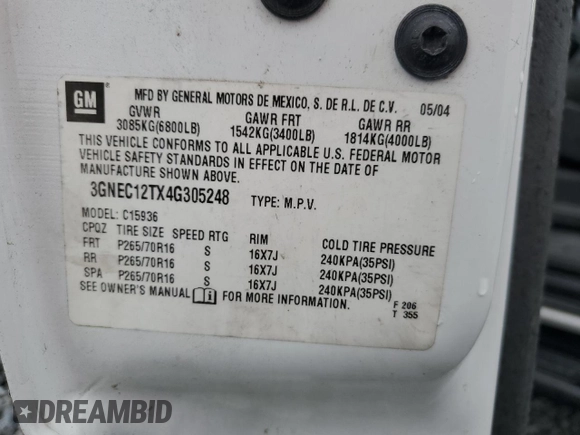 GM
MFD BY GENERAL MOTORS DE MEXICO, S. DE R.L. DE C.V. 05/04
GVWR GAWR FRT GAWR RR
3085KG(6800LB) 1542KG(3400LB) 1814KG(4000LB)
THIS VEHICLE CONFORMS TO ALL APPLICABLE U.S. FEDERAL MOTOR
VEHICLE SAFETY STANDARDS IN EFFECT ON THE DATE OF
MANUFACTURE SHOWN ABOVE.
3GNEC12TX4G305248 TYPE: M.P.V.
MODEL: C15936
CPQZ TIRE SIZE SPEED RTG RIM COLD TIRE PRESSURE
FRT P265/70R16 S 16X7J 240KPA(35PSI)
RR P265/70R16 S 16X7J 240KPA(35PSI)
SPA P265/70R16 S 16X7J 240KPA(35PSI)
SEE OWNER'S MANUAL FOR MORE INFORMATION.
F 206
T 355
DREAMBID